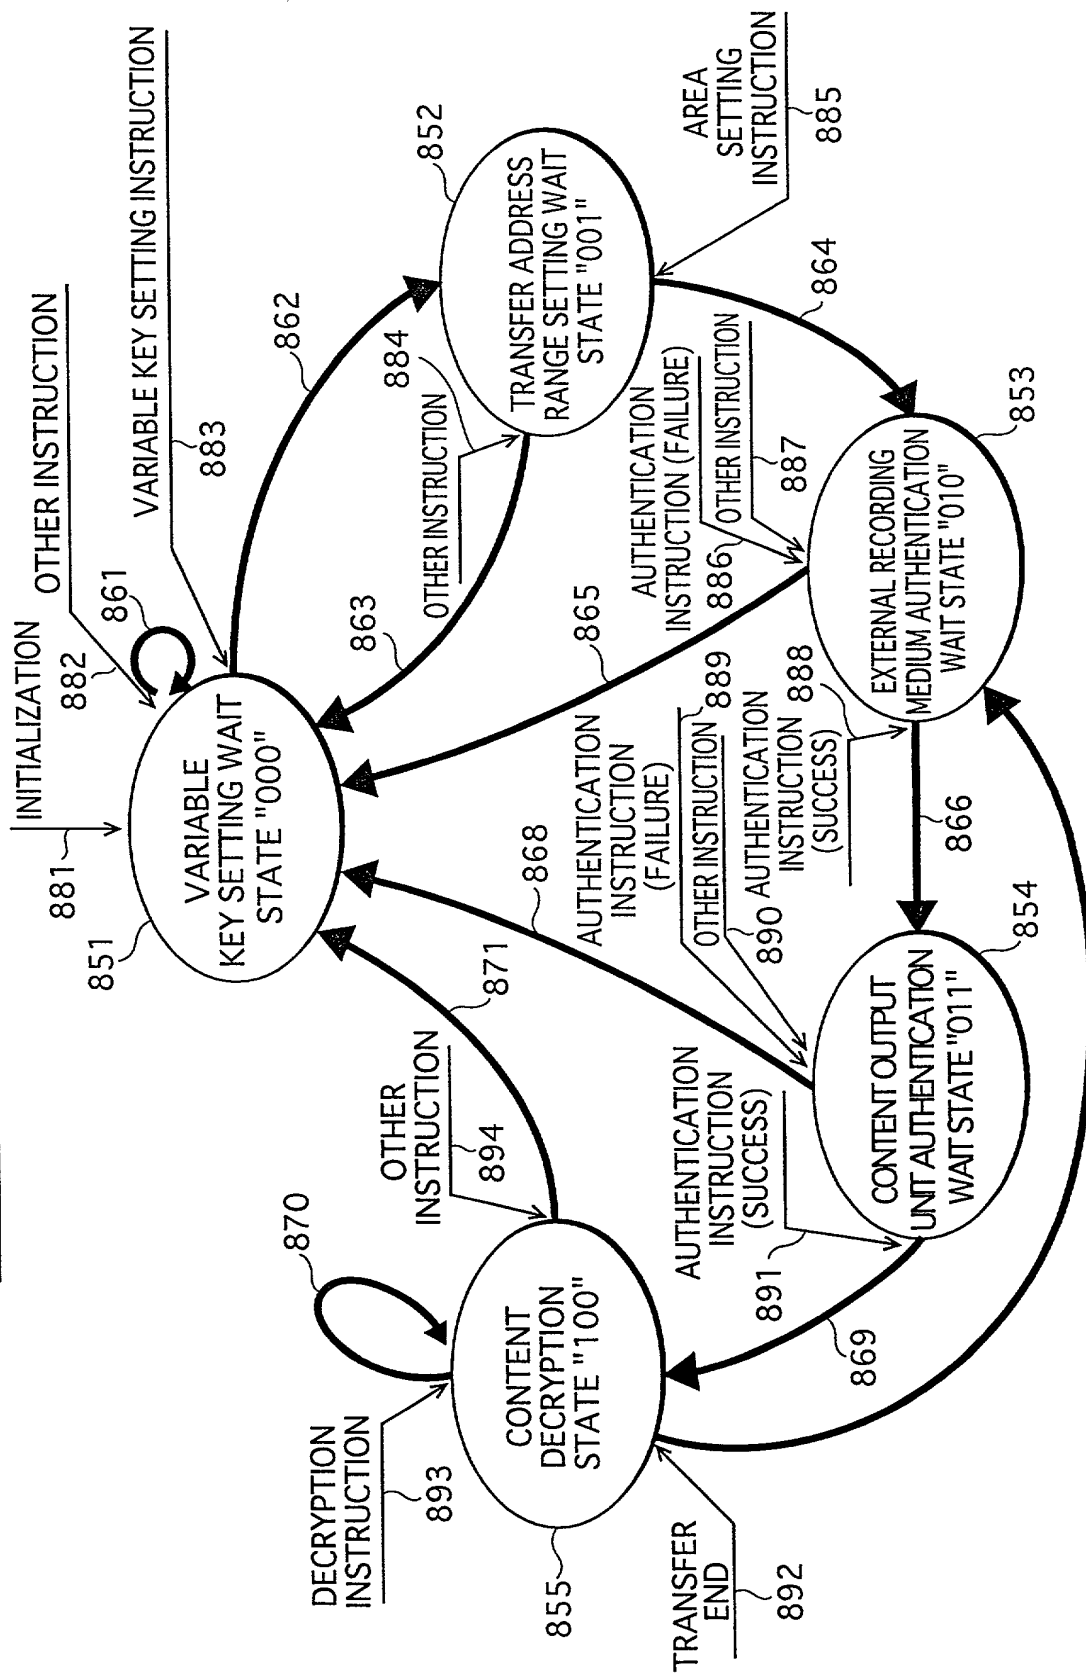 INITIALIZATION
881
OTHER INSTRUCTION
882
861
VARIABLE KEY SETTING INSTRUCTION
883
851
VARIABLE
KEY SETTING WAIT
STATE "000"
862
852
TRANSFER ADDRESS
RANGE SETTING WAIT
STATE "001"
OTHER INSTRUCTION
884
863
AREA
SETTING
INSTRUCTION
885
864
AUTHENTICATION
INSTRUCTION (FAILURE)
886
OTHER INSTRUCTION
887
865
853
EXTERNAL RECORDING
MEDIUM AUTHENTICATION
WAIT STATE "010"
AUTHENTICATION
INSTRUCTION
(SUCCESS)
888
866
AUTHENTICATION
INSTRUCTION
(FAILURE)
889
OTHER INSTRUCTION
890
868
854
CONTENT OUTPUT
UNIT AUTHENTICATION
WAIT STATE "011"
AUTHENTICATION
INSTRUCTION
(SUCCESS)
891
869
OTHER
INSTRUCTION
894
871
870
DECRYPTION
INSTRUCTION
893
855
CONTENT
DECRYPTION
STATE "100"
TRANSFER
END
892